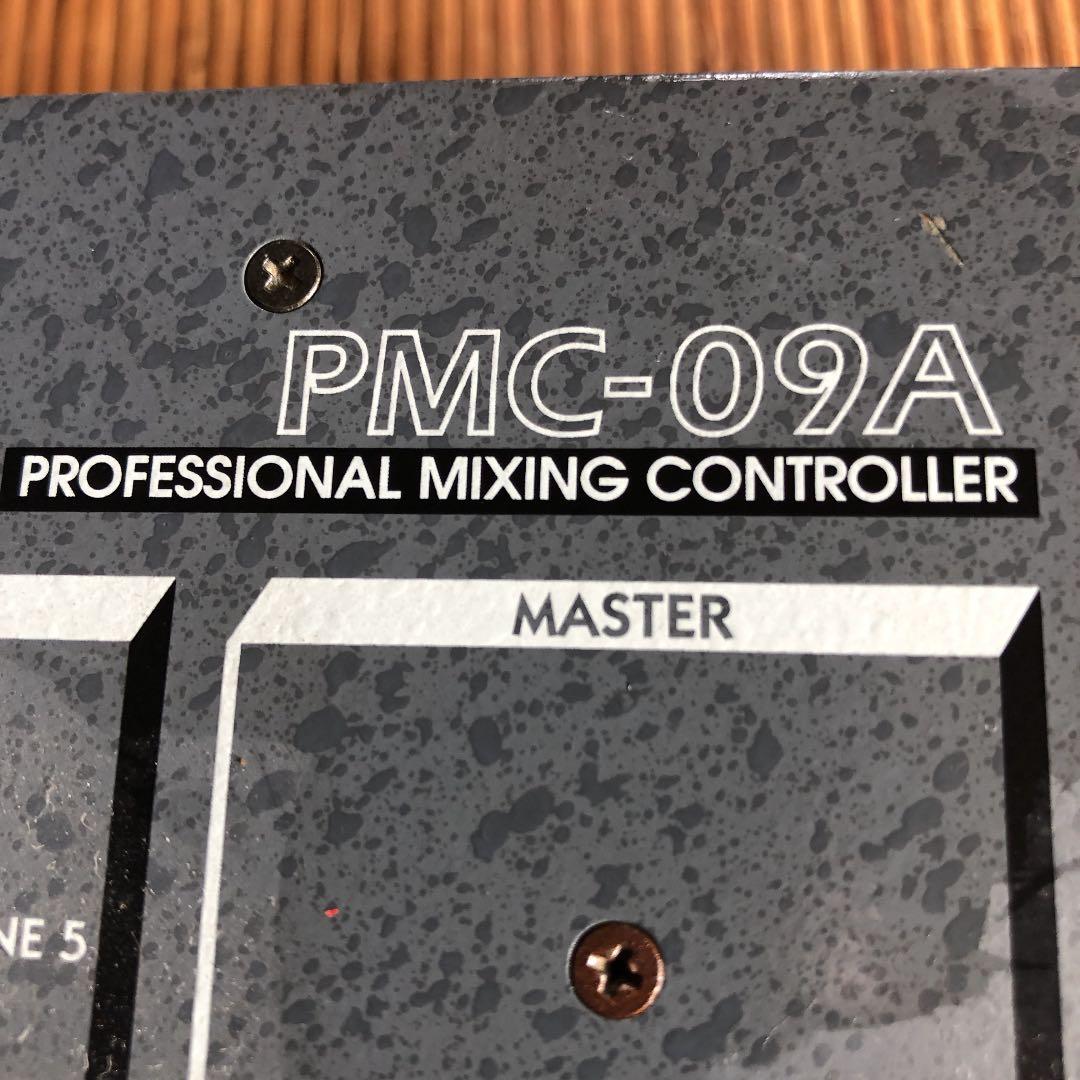 PMC-09A
PROFESSIONAL MIXING CONTROLLER
MASTER
NE 5